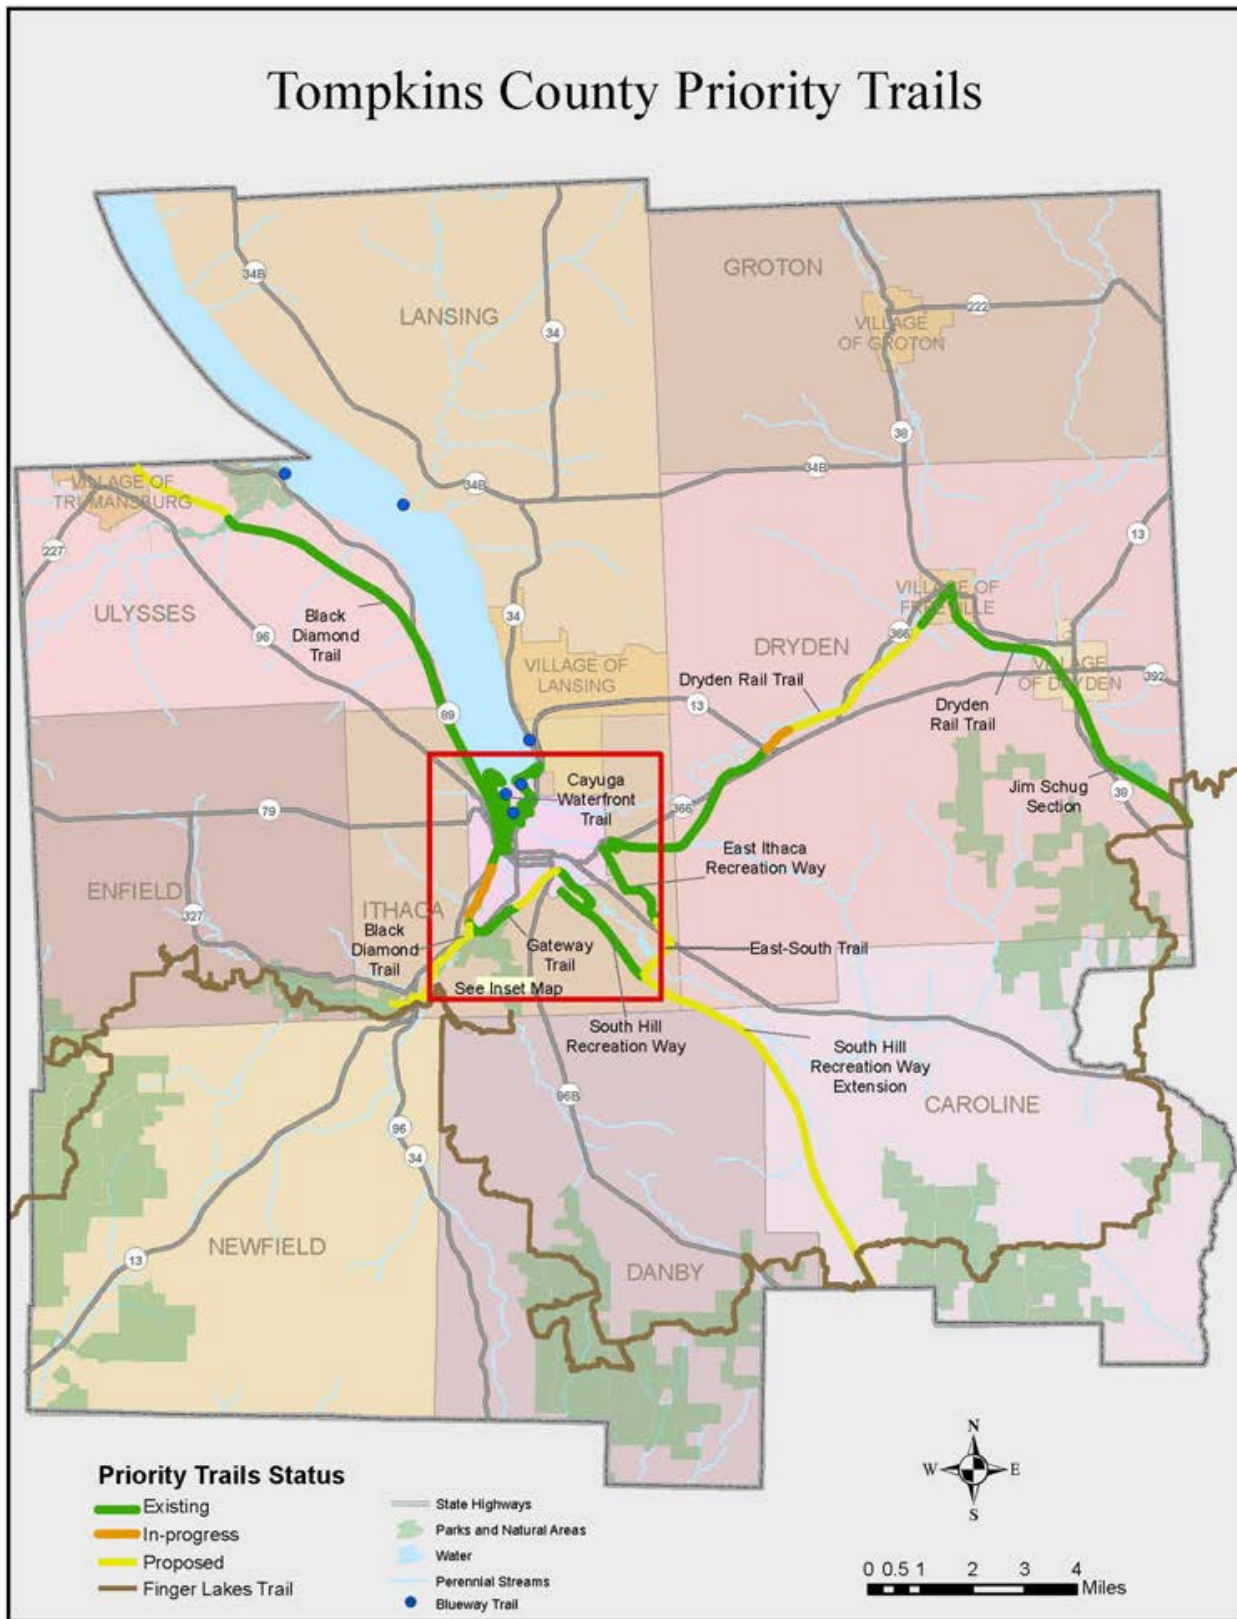 Tompkins County Priority Trails
GROTON
34B
LANSING
34
222
VILLAGE
OF GROTON
38
34B
34B
VILLAGE OF
TRUMANSBURG
227
13
ULYSSES
Black
Diamond
Trail
96
34
VILLAGE OF
FREEVILLE
366
DRYDEN
VILLAGE OF
LANSING
Dryden Rail Trail
VILLAGE
OF DRYDEN
392
13
89
Dryden
Rail Trail
Cayuga
Waterfront
Trail
Jim Schug
Section
38
79
366
East Ithaca
Recreation Way
ENFIELD
327
ITHACA
Black
Diamond
Trail
Gateway
Trail
East-South Trail
See Inset Map
South Hill
Recreation Way
South Hill
Recreation Way
Extension
96B
CAROLINE
96
34
NEWFIELD
13
DANBY
N
W
E
S
Priority Trails Status
Existing
In-progress
Proposed
Finger Lakes Trail
State Highways
Parks and Natural Areas
Water
Perennial Streams
Blueway Trail
0 0.5 1 2 3 4
Miles